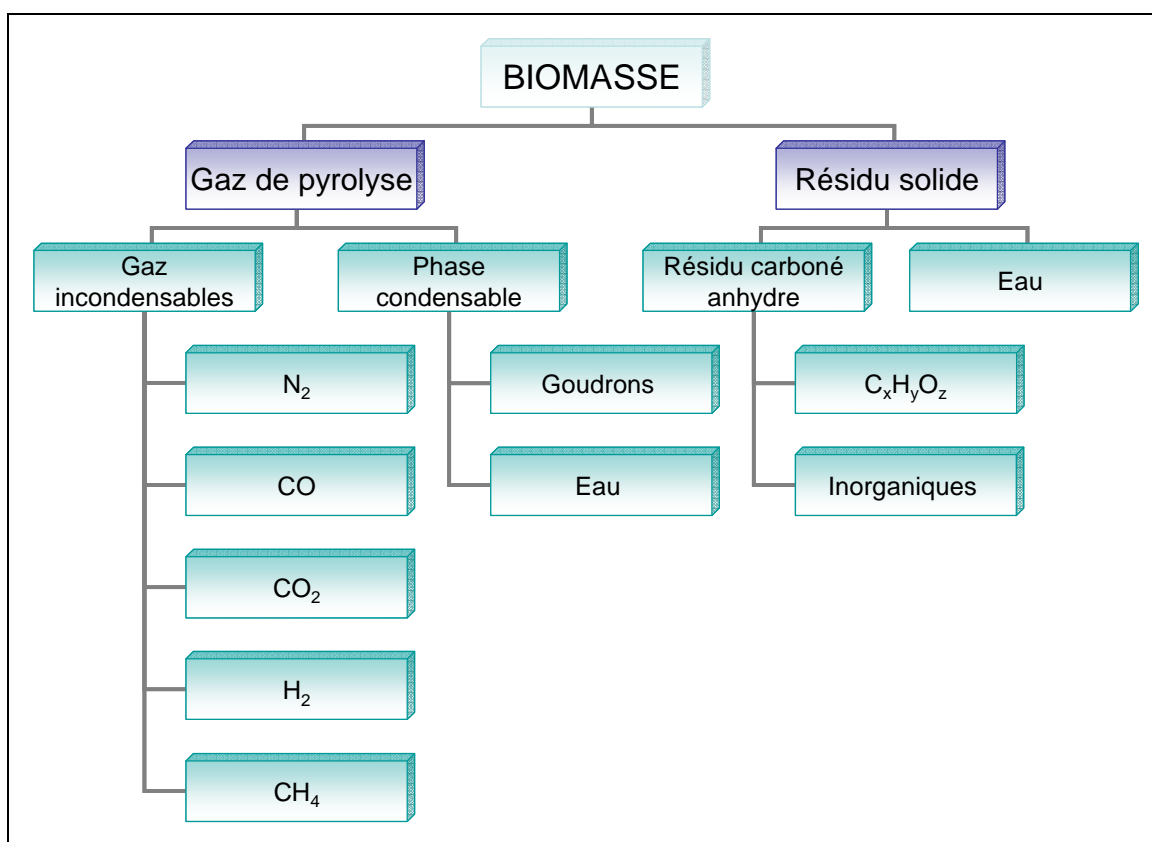 BIOMASSE
Gaz de pyrolyse
Résidu solide
Gaz
incondensables
Phase
condensable
Résidu carboné
anhydre
Eau
N₂
Goudrons
CₓHᵧO_z
CO
Eau
Inorganiques
CO₂
H₂
CH₄